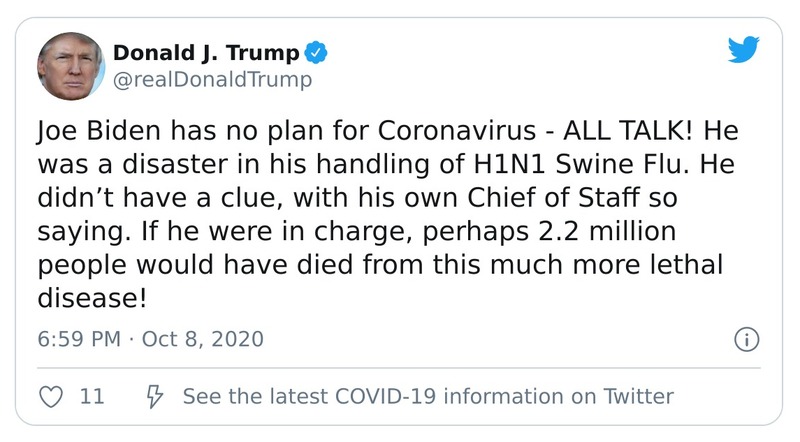 Donald J. Trump
@realDonaldTrump
Joe Biden has no plan for Coronavirus - ALL TALK! He
was a disaster in his handling of H1N1 Swine Flu. He
didn’t have a clue, with his own Chief of Staff so
saying. If he were in charge, perhaps 2.2 million
people would have died from this much more lethal
disease!
6:59 PM · Oct 8, 2020
11 See the latest COVID-19 information on Twitter